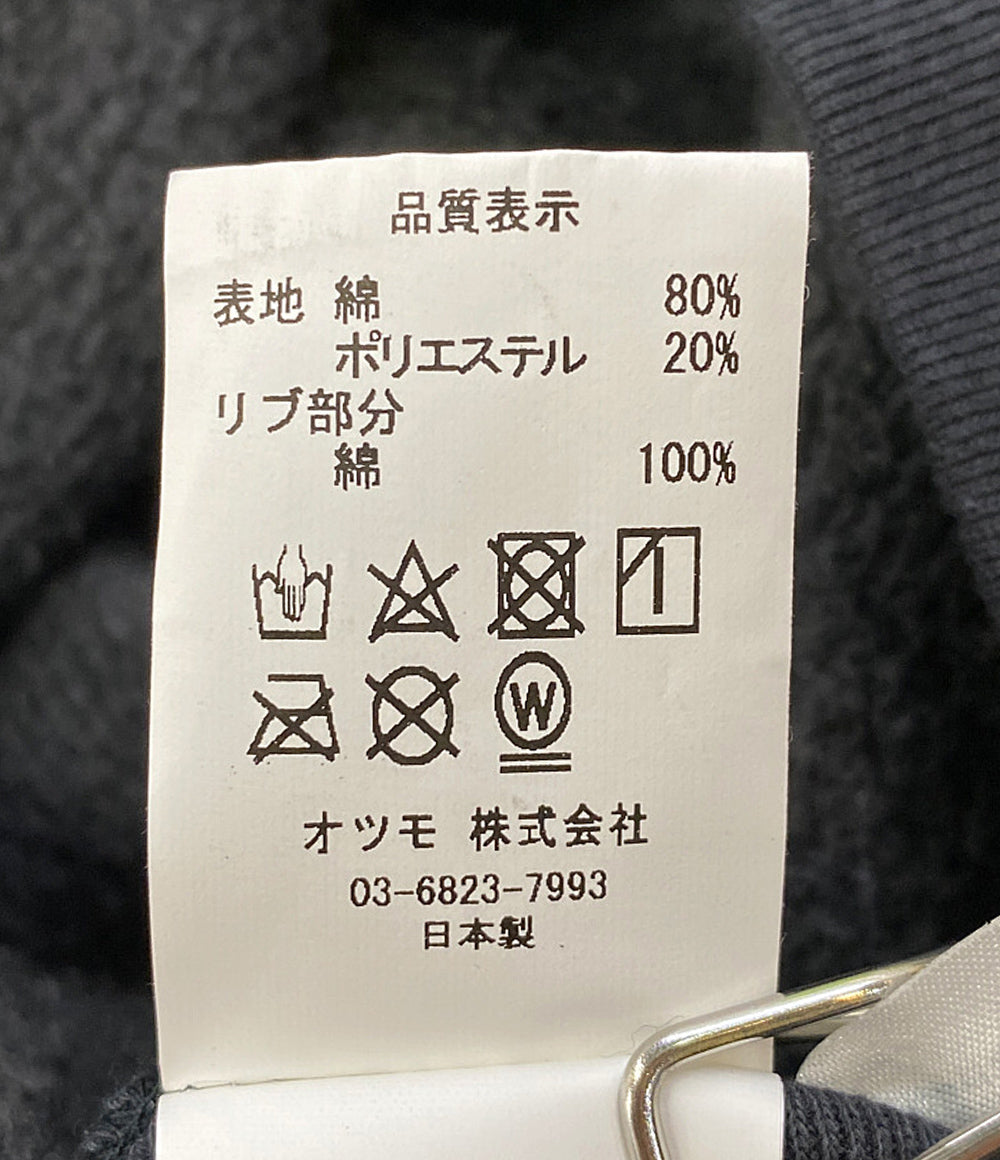 品質表示
表地 綿 80%
ポリエステル 20%
リブ部分
綿 100%
W
オツモ 株式会社
03-6823-7993
日本製